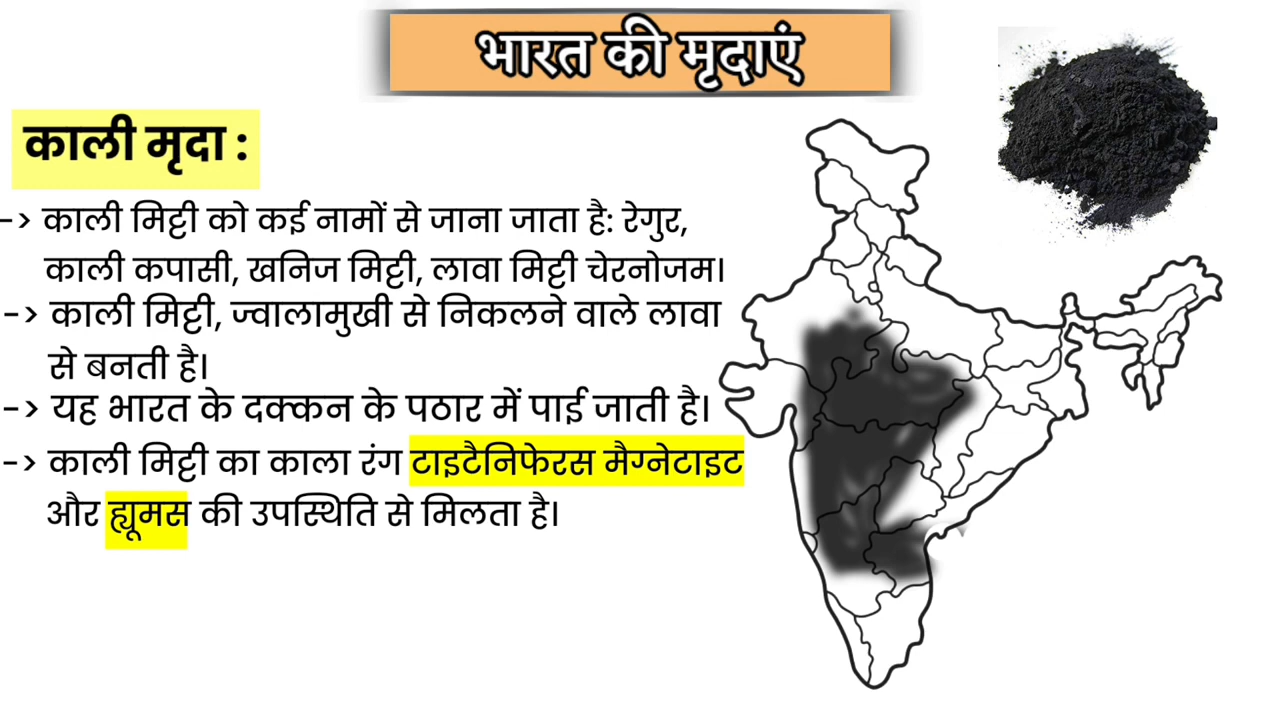 भारत की मृदाएं
काली मृदा :
-> काली मिट्टी को कई नामों से जाना जाता है: रेगुर,
काली कपासी, खनिज मिट्टी, लावा मिट्टी चेरनोजम।
-> काली मिट्टी, ज्वालामुखी से निकलने वाले लावा
से बनती है।
-> यह भारत के दक्कन के पठार में पाई जाती है।
-> काली मिट्टी का काला रंग टाइटैनिफेरस मैग्नेटाइट
और ह्यूमस की उपस्थिति से मिलता है।